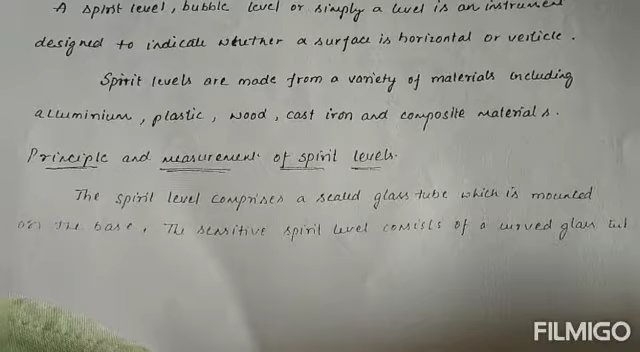 A spirit level, bubble level or simply a level is an instrument
designed to indicate whether a surface is horizontal or verticle.
Spirit levels are made from a variety of materials including
alluminium, plastic, wood, cast iron and composite materials.
Principle and measurement of spirit levels.
The spirit level comprises a sealed glass tube which is mounted
on the base. The sensitive spirit level consists of a curved glass
FILMIGO